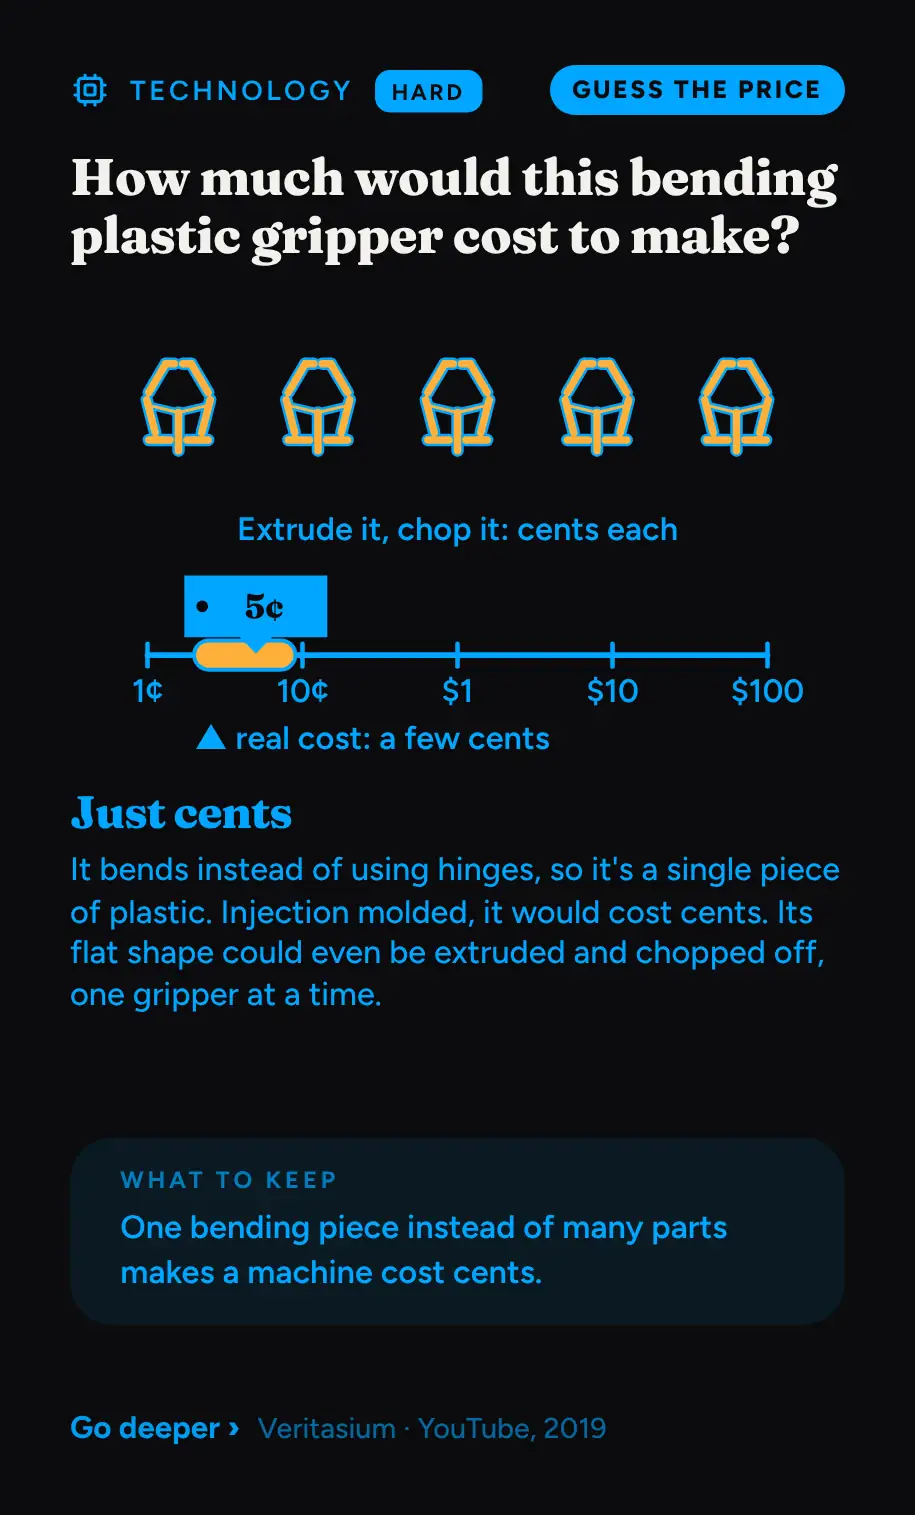 TECHNOLOGY
HARD
GUESS THE PRICE
How much would this bending
plastic gripper cost to make?
Extrude it, chop it: cents each
5¢
1¢ 10¢ $1 $10 $100
real cost: a few cents
Just cents
It bends instead of using hinges, so it's a single piece
of plastic. Injection molded, it would cost cents. Its
flat shape could even be extruded and chopped off,
one gripper at a time.
WHAT TO KEEP
One bending piece instead of many parts
makes a machine cost cents.
Go deeper › Veritasium · YouTube, 2019